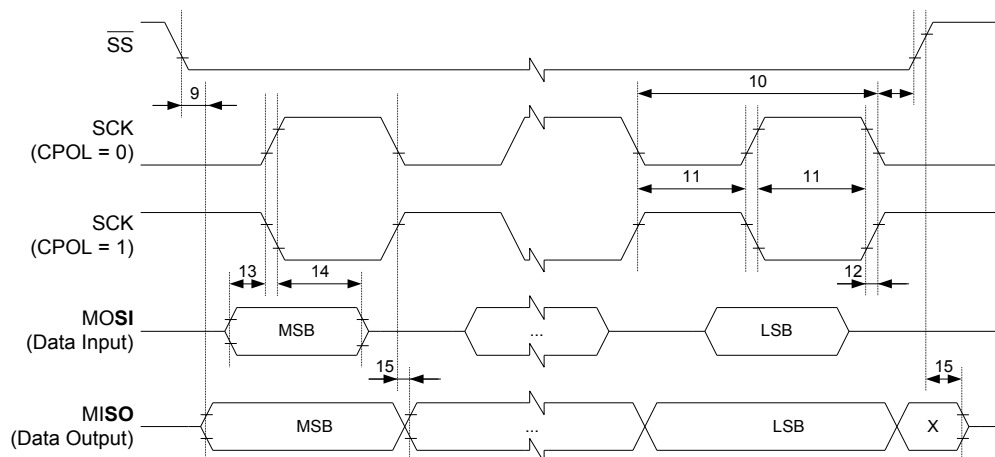 SS
10
9
SCK
(CPOL = 0)
11
11
SCK
(CPOL = 1)
13
14
12
MOSI
(Data Input)
MSB
...
LSB
15
15
MISO
(Data Output)
MSB
...
LSB
X